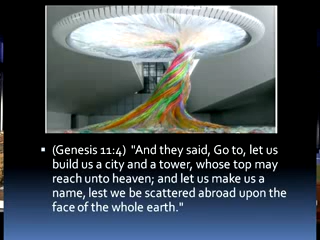 (Genesis 11:4) "And they said, Go to, let us
build us a city and a tower, whose top may
reach unto heaven; and let us make us a
name, lest we be scattered abroad upon the
face of the whole earth."